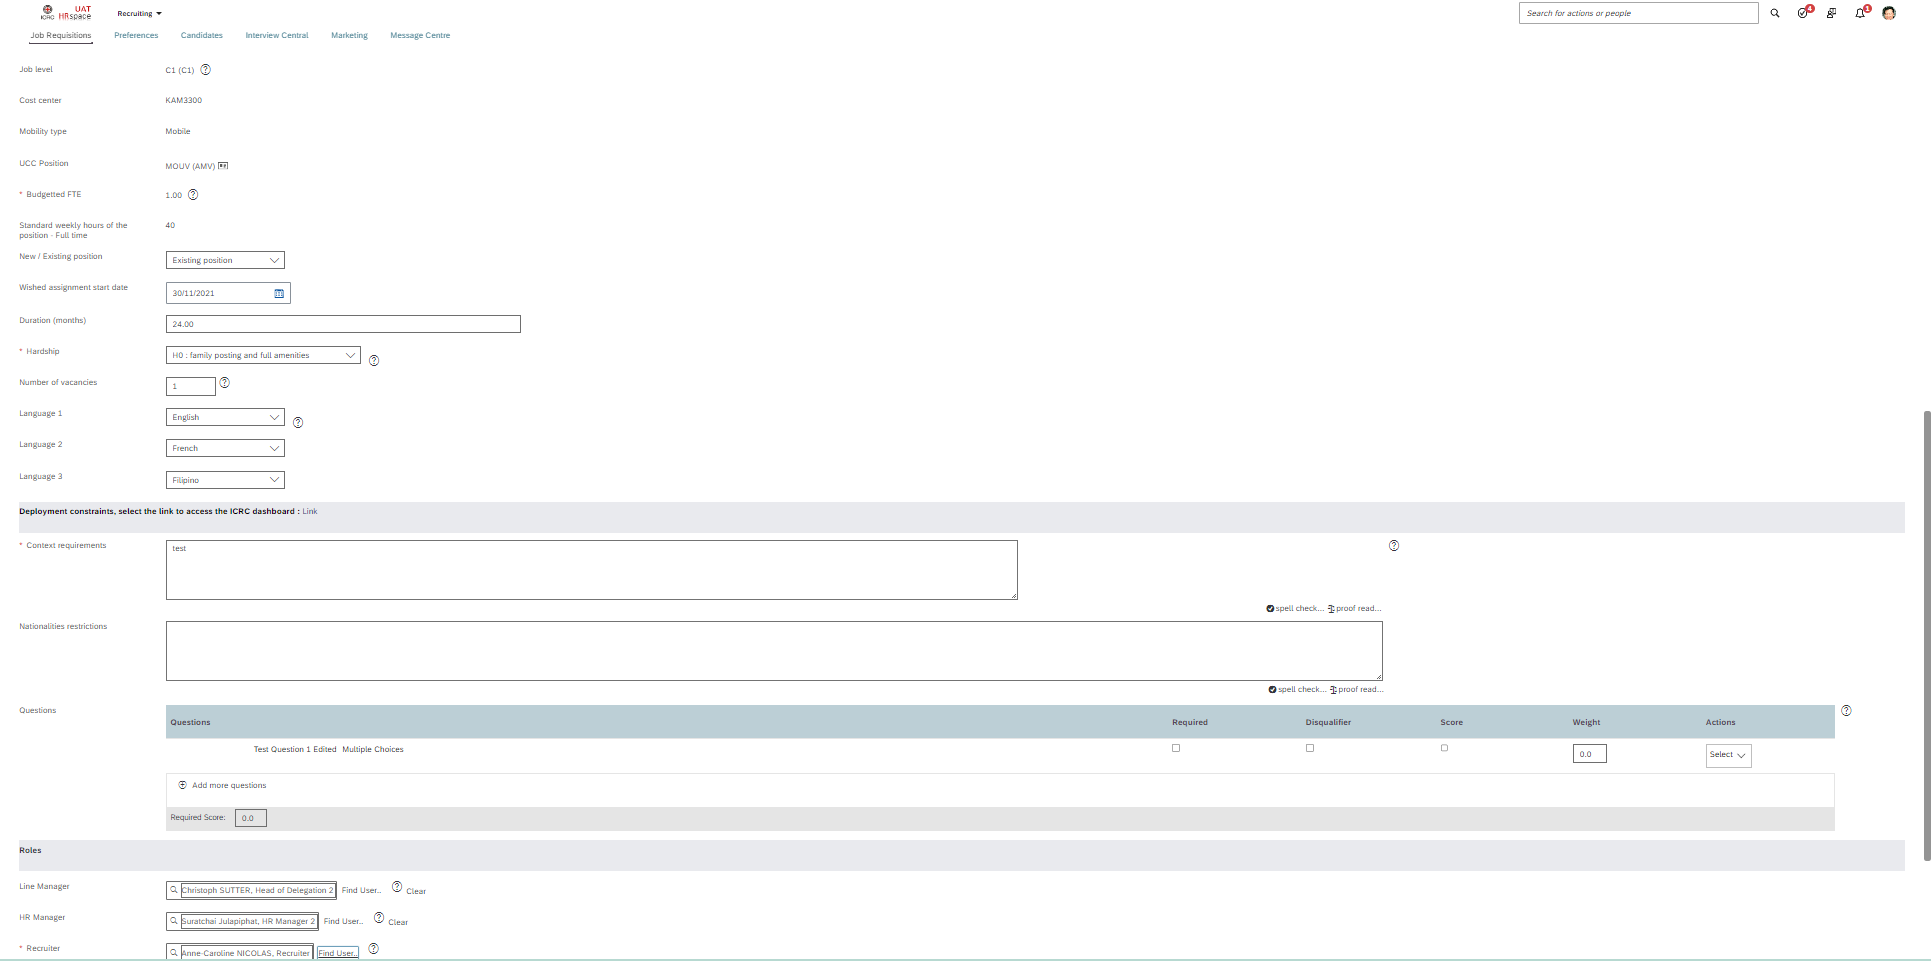 ICRC UAT HRspace Recruiting
Search for actions or people
4
1
Job Requisitions Preferences Candidates Interview Central Marketing Message Centre
Job level C1 (C1) ?
Cost center KAM3300
Mobility type Mobile
UCC Position MOUV (AMV)
* Budgetted FTE 1.00 ?
Standard weekly hours of the
position - Full time 40
New / Existing position Existing position
Wished assignment start date 30/11/2021
Duration (months) 24.00
* Hardship H0 : family posting and full amenities ?
Number of vacancies 1 ?
Language 1 English ?
Language 2 French
Language 3 Filipino
Deployment constraints, select the link to access the ICRC dashboard : Link
* Context requirements test ?
spell check... proof read...
Nationalities restrictions
spell check... proof read...
Questions ?
Questions Required Disqualifier Score Weight Actions
Test Question 1 Edited Multiple Choices 0.0 Select
Add more questions
Required Score: 0.0
Roles
Line Manager Christoph SUTTER, Head of Delegation 2 Find User.. ? Clear
HR Manager Suratchai Julapiphat, HR Manager 2 Find User.. ? Clear
* Recruiter Anne-Caroline NICOLAS, Recruiter Find User.. ?